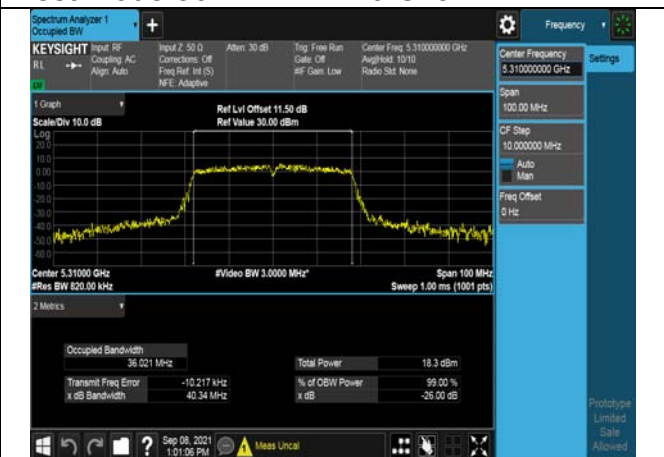 Spectrum Analyzer 1
Occupied BW
Frequency
KEYSIGHT
RL
Input: RF
Coupling: AC
Align: Auto
Input Z: 50 Ω
Corrections: Off
Freq Ref: Int (S)
NFE: Adaptive
Atten: 30 dB
Trig: Free Run
Gate: Off
#IF Gain: Low
Center Freq: 5.310000000 GHz
Avg|Hold: 10/10
Radio Std: None
Center Frequency
5.310000000 GHz
Settings
Span
100.00 MHz
CF Step
10.000000 MHz
Auto
Man
Freq Offset
0 Hz
1 Graph
Scale/Div 10.0 dB
Ref Lvl Offset 11.50 dB
Ref Value 30.00 dBm
Log
20.0
10.0
0.00
-10.0
-20.0
-30.0
-40.0
-50.0
-60.0
Center 5.31000 GHz
#Res BW 820.00 kHz
#Video BW 3.0000 MHz*
Span 100 MHz
Sweep 1.00 ms (1001 pts)
2 Metrics
Occupied Bandwidth
36.021 MHz
Total Power 18.3 dBm
Transmit Freq Error -10.217 kHz
% of OBW Power 99.00 %
x dB Bandwidth 40.34 MHz
x dB -26.00 dB
Prototype
Limited
Sale
Allowed
Sep 08, 2021
1:01:06 PM
Meas Uncal